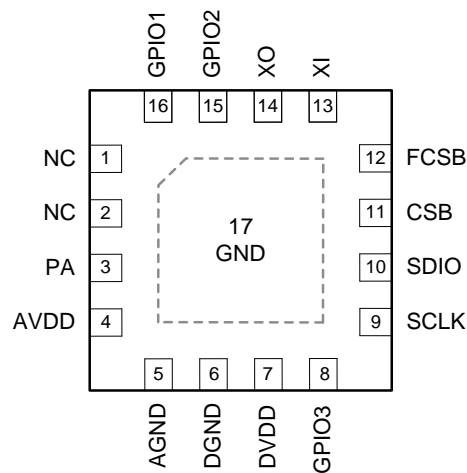 GPIO1
GPIO2
XO
XI
16
15
14
13
NC
1
12
FCSB
NC
2
11
CSB
17
GND
PA
3
10
SDIO
AVDD
4
9
SCLK
5
6
7
8
AGND
DGND
DVDD
GPIO3